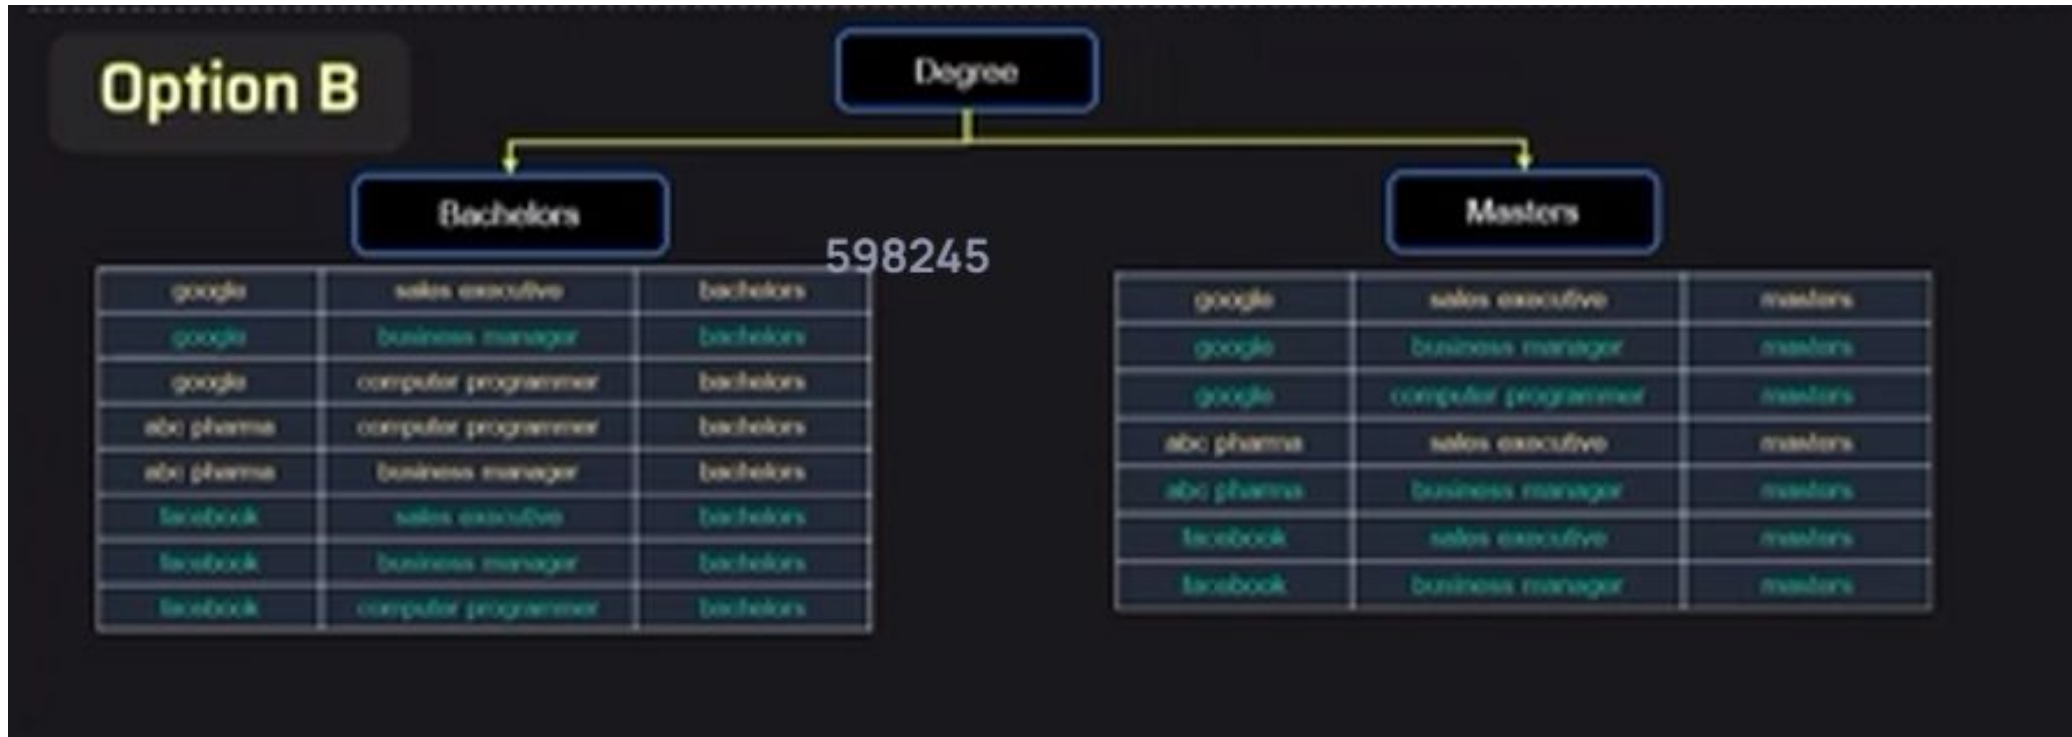 Option B
Degree
Bachelors
Masters
598245
google sales executive bachelors
google business manager bachelors
google computer programmer bachelors
abc pharma computer programmer bachelors
abc pharma business manager bachelors
facebook sales executive bachelors
facebook business manager bachelors
facebook computer programmer bachelors
google sales executive masters
google business manager masters
google computer programmer masters
abc pharma sales executive masters
abc pharma business manager masters
facebook sales executive masters
facebook business manager masters